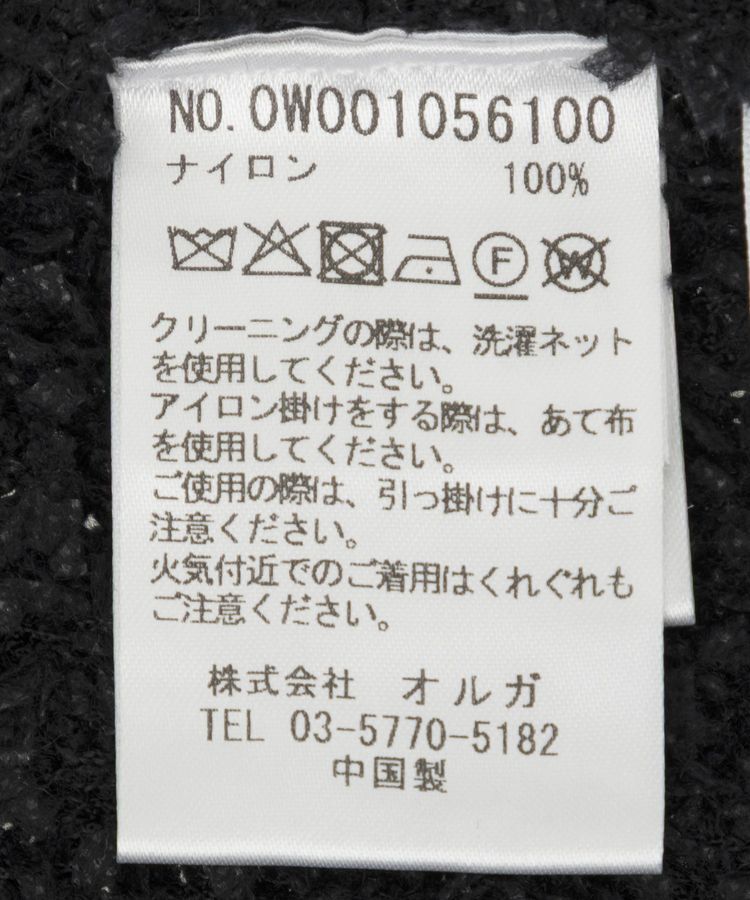 NO. OW001056100
ナイロン 100%
F W
クリーニングの際は、洗濯ネット
を使用してください。
アイロン掛けをする際は、あて布
を使用してください。
ご使用の際は、引っ掛けに十分ご
注意ください。
火気付近でのご着用はくれぐれも
ご注意ください。
株式会社 オルガ
TEL 03-5770-5182
中国製